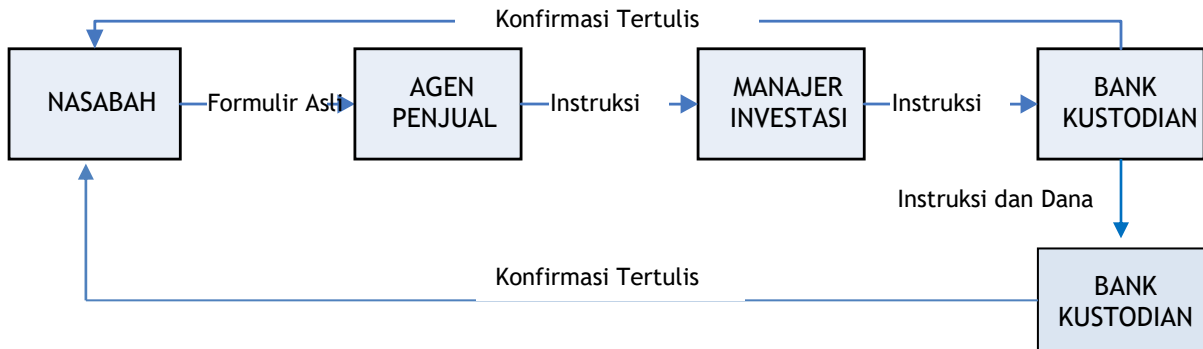 Konfirmasi Tertulis
NASABAH
Formulir Asli
AGEN
PENJUAL
Instruksi
MANAJER
INVESTASI
Instruksi
BANK
KUSTODIAN
Instruksi dan Dana
Konfirmasi Tertulis
BANK
KUSTODIAN